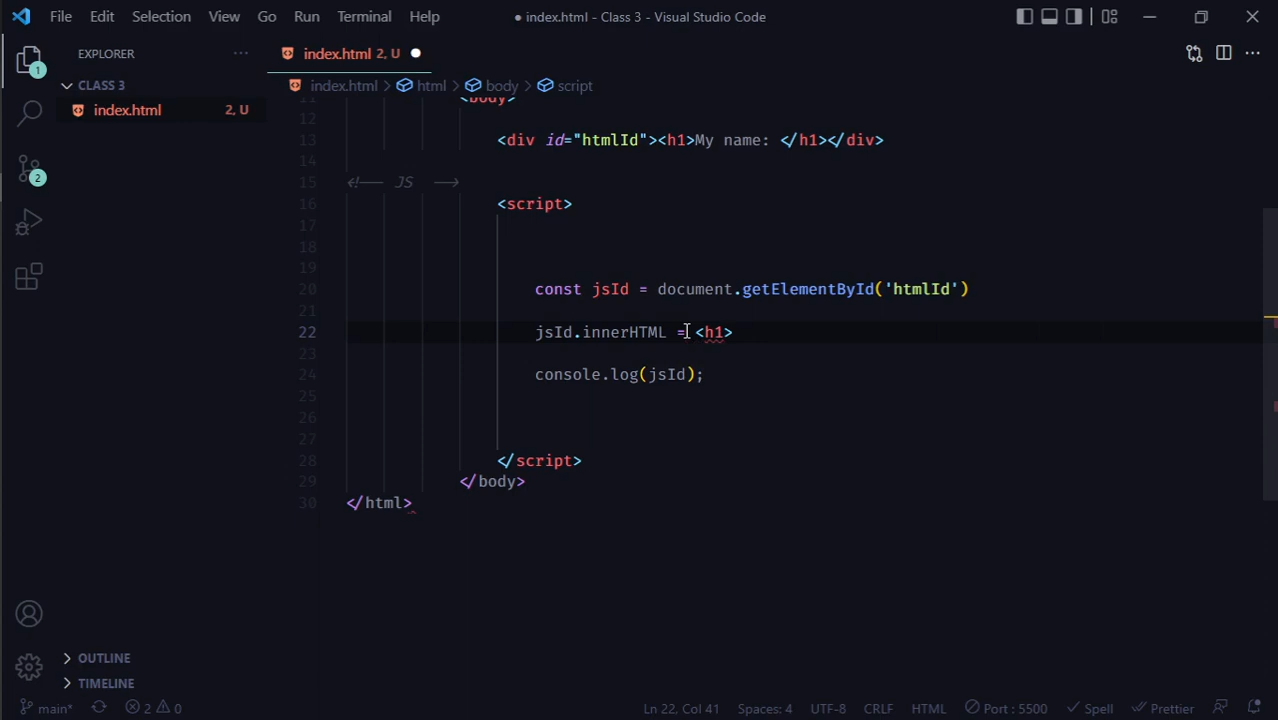 File Edit Selection View Go Run Terminal Help
● index.html - Class 3 - Visual Studio Code
EXPLORER ···
index.html 2, U
CLASS 3
index.html 2, U
index.html > html > body > script
1
2
11 <body>
12
13 <div id="htmlId"><h1>My name: </h1></div>
14
15 <!-- JS -->
16 <script>
17
18
19
20 const jsId = document.getElementById('htmlId')
21
22 jsId.innerHTML = <h1>
23
24 console.log(jsId);
25
26
27
28 </script>
29 </body>
30 </html>
OUTLINE
TIMELINE
main* 2 0 Ln 22, Col 41 Spaces: 4 UTF-8 CRLF HTML Port : 5500 Spell Prettier